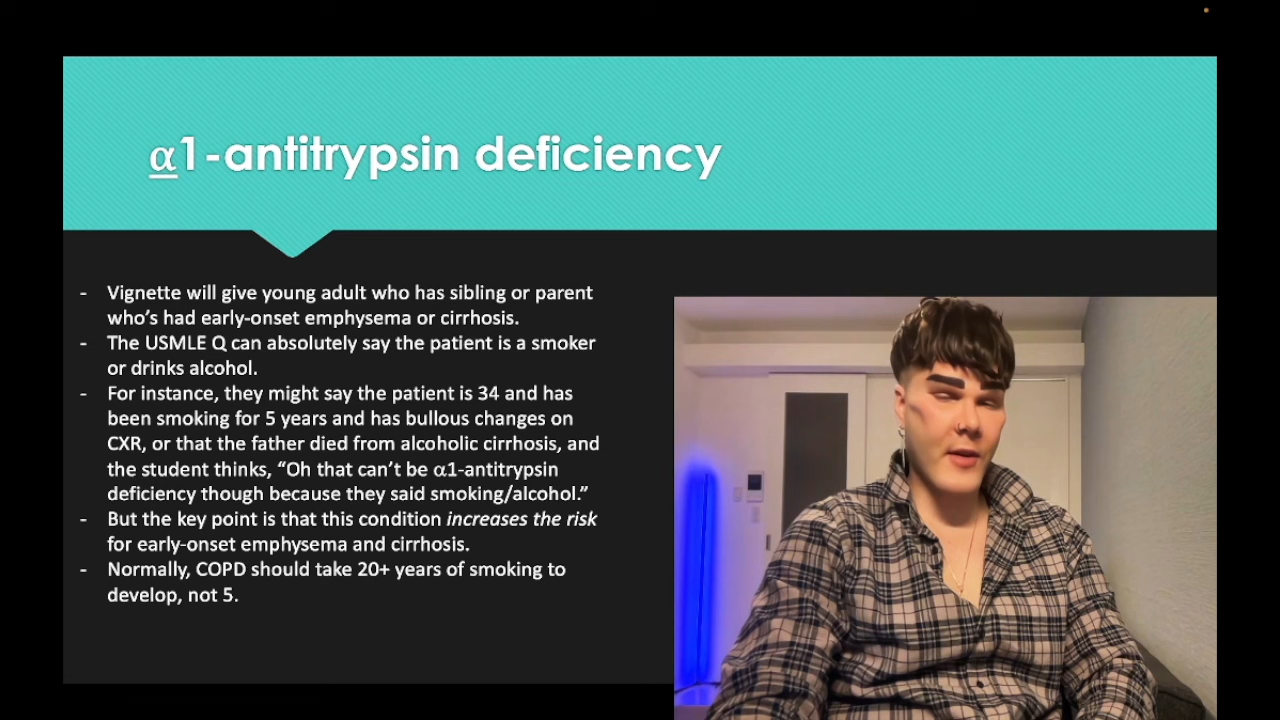 α1-antitrypsin deficiency
- Vignette will give young adult who has sibling or parent
who’s had early-onset emphysema or cirrhosis.
- The USMLE Q can absolutely say the patient is a smoker
or drinks alcohol.
- For instance, they might say the patient is 34 and has
been smoking for 5 years and has bullous changes on
CXR, or that the father died from alcoholic cirrhosis, and
the student thinks, “Oh that can’t be α1-antitrypsin
deficiency though because they said smoking/alcohol.”
- But the key point is that this condition increases the risk
for early-onset emphysema and cirrhosis.
- Normally, COPD should take 20+ years of smoking to
develop, not 5.